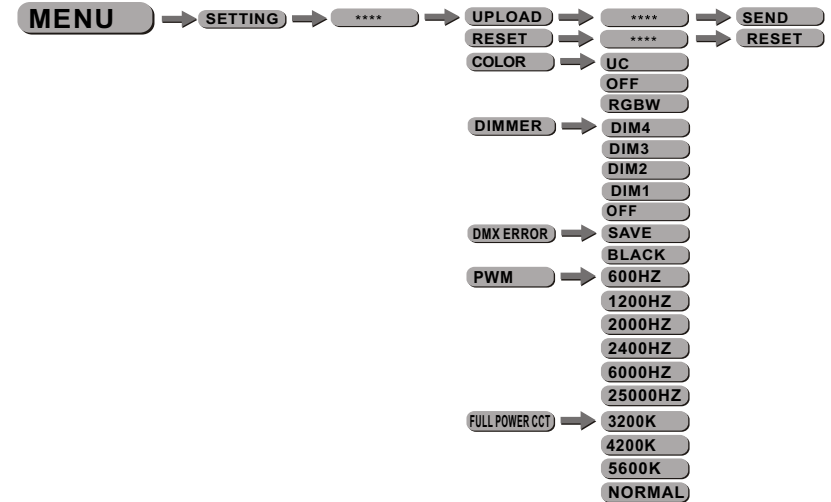 MENU SETTING **** UPLOAD **** SEND
RESET **** RESET
COLOR UC
OFF
RGBW
DIMMER DIM4
DIM3
DIM2
DIM1
OFF
DMX ERROR SAVE
BLACK
PWM 600HZ
1200HZ
2000HZ
2400HZ
6000HZ
25000HZ
FULL POWER CCT 3200K
4200K
5600K
NORMAL